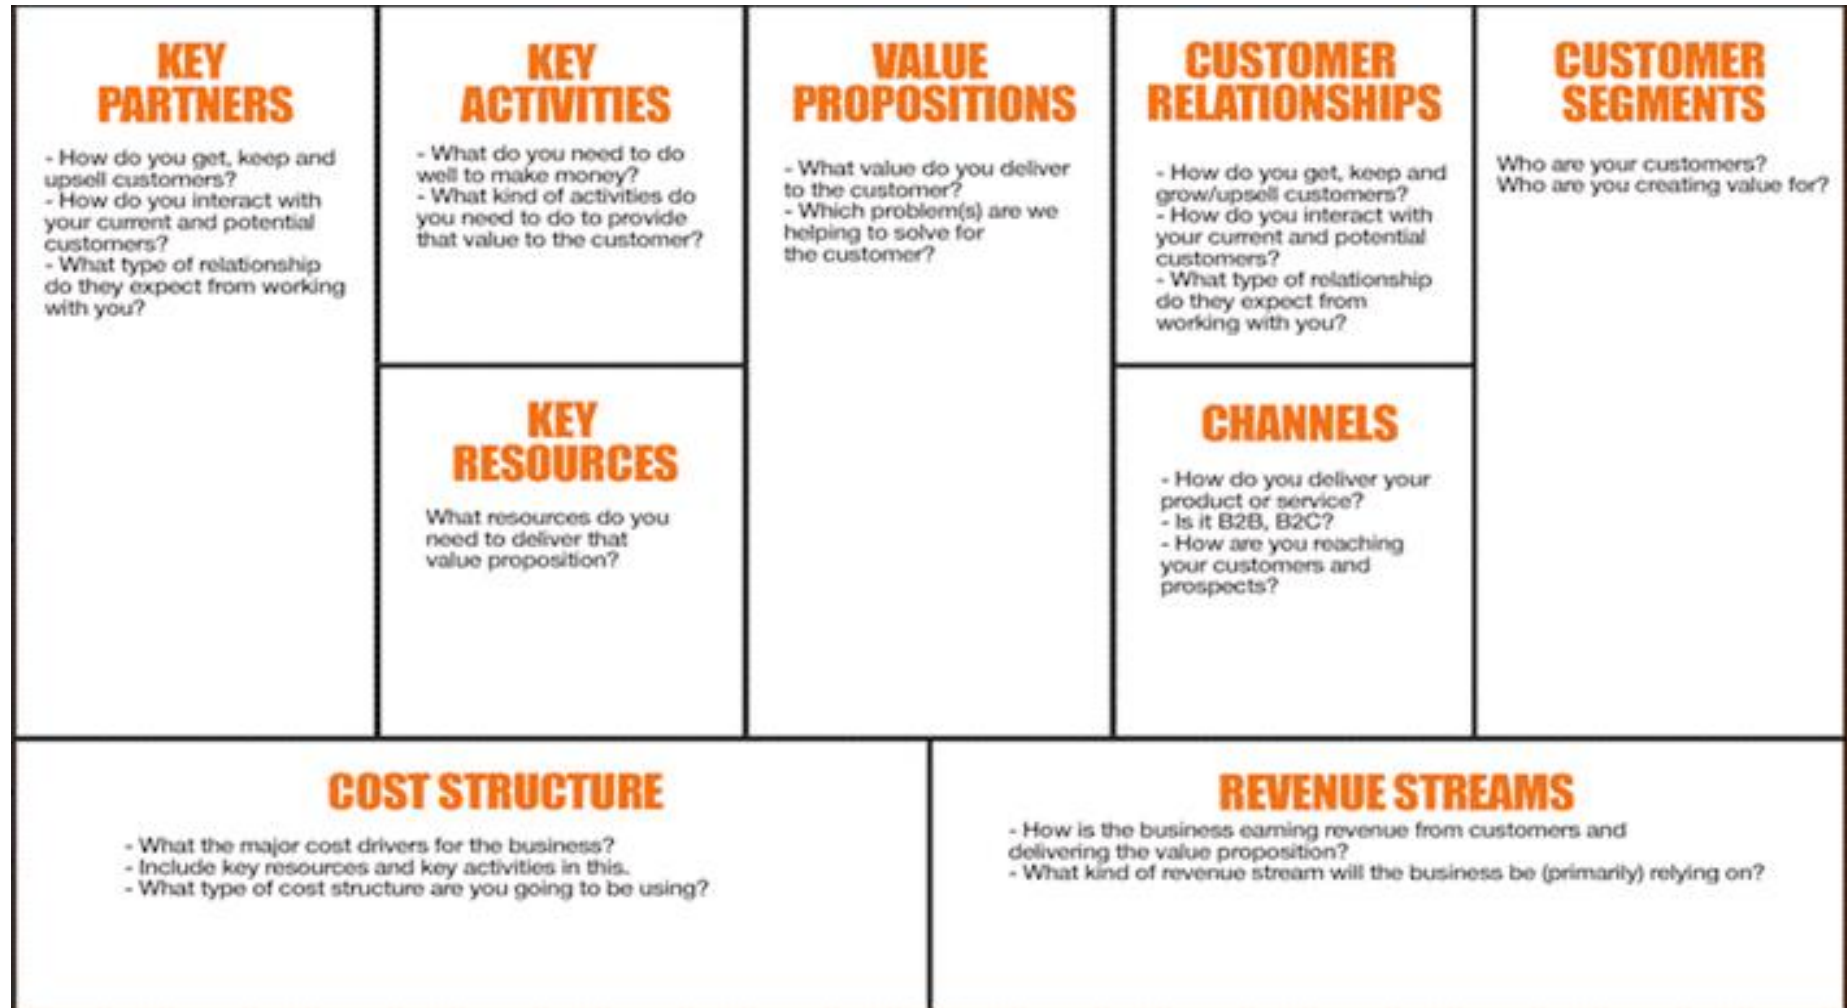 KEY
PARTNERS
- How do you get, keep and
upsell customers?
- How do you interact with
your current and potential
customers?
- What type of relationship
do they expect from working
with you?
KEY
ACTIVITIES
- What do you need to do
well to make money?
- What kind of activities do
you need to do to provide
that value to the customer?
KEY
RESOURCES
What resources do you
need to deliver that
value proposition?
VALUE
PROPOSITIONS
- What value do you deliver
to the customer?
- Which problem(s) are we
helping to solve for
the customer?
CUSTOMER
RELATIONSHIPS
- How do you get, keep and
grow/upsell customers?
- How do you interact with
your current and potential
customers?
- What type of relationship
do they expect from
working with you?
CHANNELS
- How do you deliver your
product or service?
- Is it B2B, B2C?
- How are you reaching
your customers and
prospects?
CUSTOMER
SEGMENTS
Who are your customers?
Who are you creating value for?
COST STRUCTURE
- What the major cost drivers for the business?
- Include key resources and key activities in this.
- What type of cost structure are you going to be using?
REVENUE STREAMS
- How is the business earning revenue from customers and
delivering the value proposition?
- What kind of revenue stream will the business be (primarily) relying on?